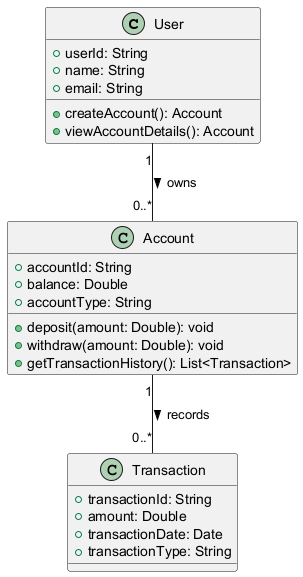 C User
userId: String
name: String
email: String
createAccount(): Account
viewAccountDetails(): Account
1
owns
0..*
C Account
accountId: String
balance: Double
accountType: String
deposit(amount: Double): void
withdraw(amount: Double): void
getTransactionHistory(): List<Transaction>
1
records
0..*
C Transaction
transactionId: String
amount: Double
transactionDate: Date
transactionType: String